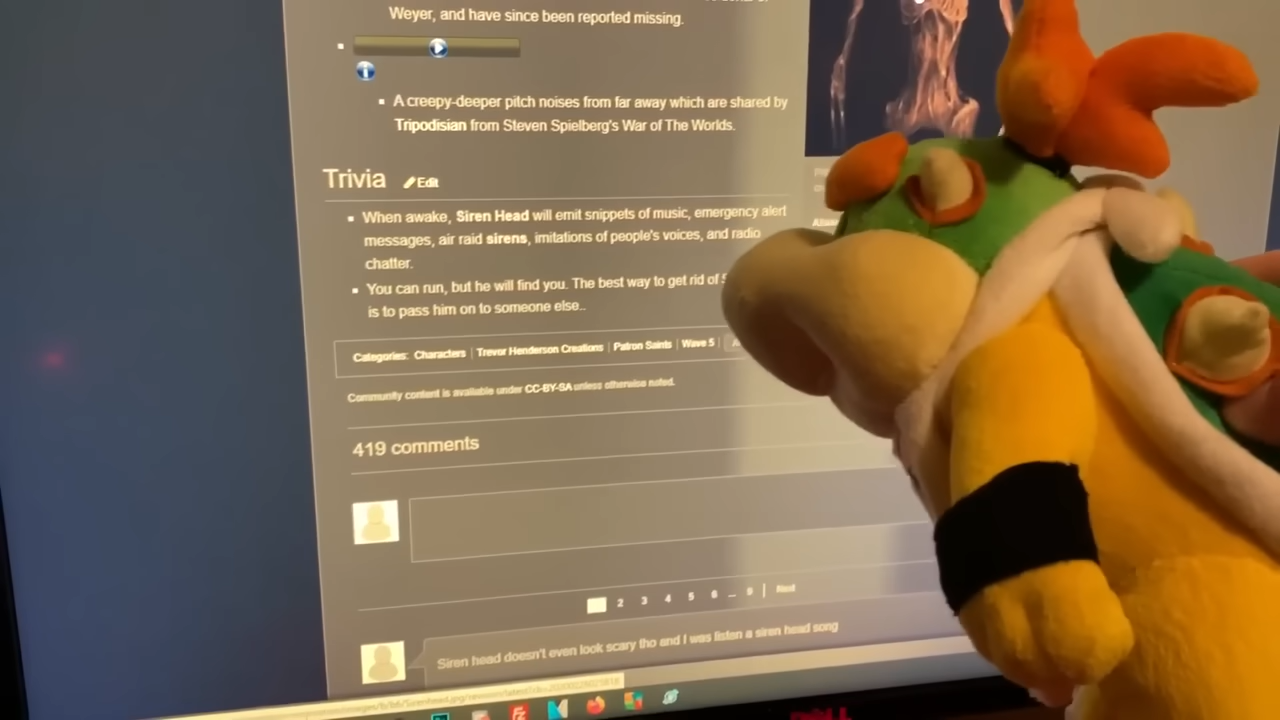 Weyer, and have since been reported missing.
A creepy-deeper pitch noises from far away which are shared by
Tripodisian from Steven Spielberg's War of The Worlds.
Trivia Edit
When awake, Siren Head will emit snippets of music, emergency alert
messages, air raid sirens, imitations of people's voices, and radio
chatter.
You can run, but he will find you. The best way to get rid of
is to pass him on to someone else..
Categories: Characters | Trevor Henderson Creations | Patron Saints | Wave 5 |
Community content is available under CC-BY-SA unless otherwise noted.
419 comments
2 3 4 5 6 ... 9 | Next
Siren head doesn't even look scary tho and I was listen a siren head song
DELL